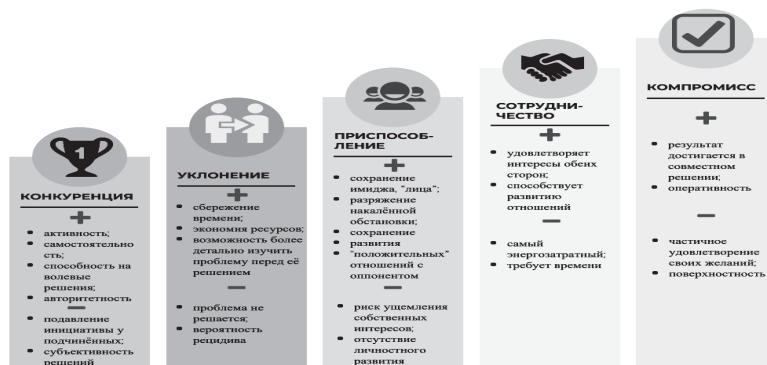 1
КОНКУРЕНЦИЯ
+
• активность;
• самостоятельно
сть;
• способность на
волевые
решения;
• авторитетность
–
• подавление
инициативы у
подчинённых;
• субъективность
решений
УКЛОНЕНИЕ
+
• сбережение
времени;
• экономия ресурсов;
• возможность более
детально изучить
проблему перед её
решением
–
• проблема не
решается;
• вероятность
рецидива
ПРИСПОСОБ-
ЛЕНИЕ
+
• сохранение
имиджа, "лица";
• разряжение
накалённой
обстановки;
• сохранение
• развития
• "положительных"
отношений с
оппонентом
–
• риск ущемления
собственных
интересов;
• отсутствие
личностного
развития
СОТРУДНИ-
ЧЕСТВО
+
• удовлетворяет
интересы обеих
сторон;
• способствует
развитию
отношений
–
• самый
энергозатратный;
• требует времени
КОМПРОМИСС
+
• результат
достигается в
совместном
решении;
• оперативность
–
• частичное
удовлетворение
своих желаний;
• поверхностность